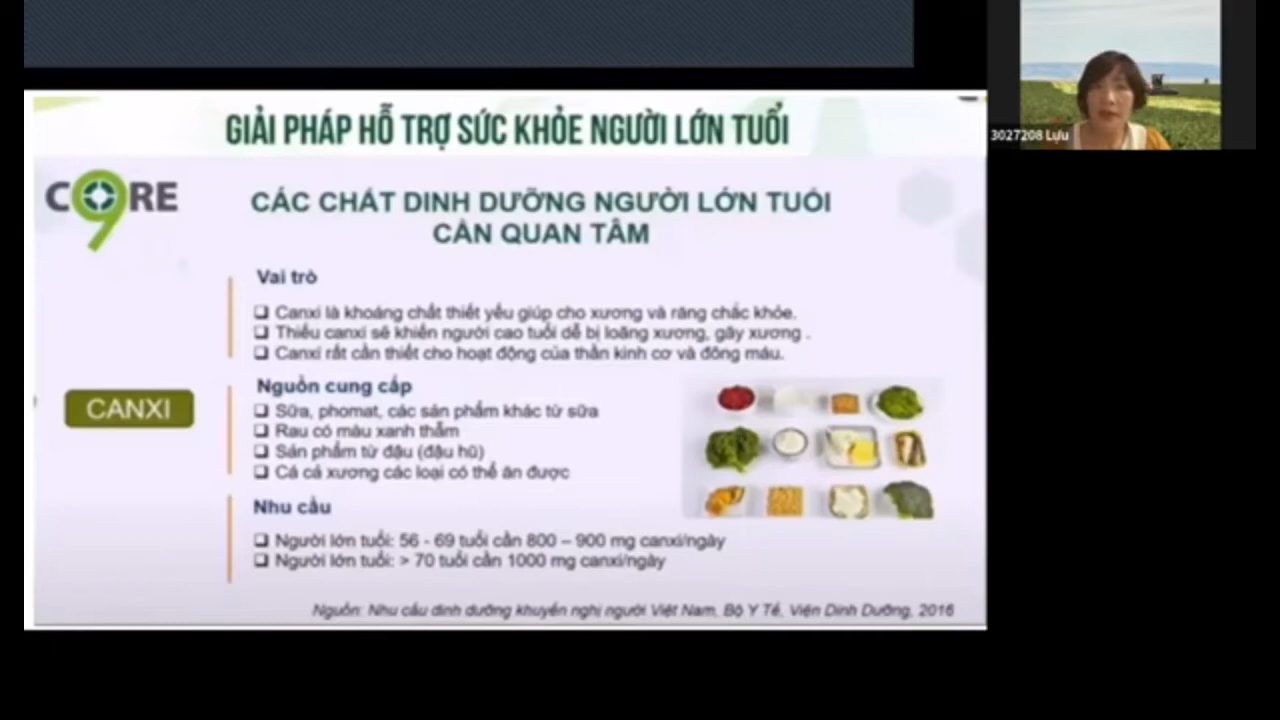 GIẢI PHÁP HỖ TRỢ SỨC KHỎE NGƯỜI LỚN TUỔI
3027208 Lựu
C9RE
CÁC CHẤT DINH DƯỠNG NGƯỜI LỚN TUỔI
CẦN QUAN TÂM
Vai trò
❑ Canxi là khoáng chất thiết yếu giúp cho xương và răng chắc khỏe.
❑ Thiếu canxi sẽ khiến người cao tuổi dễ bị loãng xương, gãy xương .
❑ Canxi rất cần thiết cho hoạt động của thần kinh cơ và đông máu.
CANXI
Nguồn cung cấp
❑ Sữa, phomat, các sản phẩm khác từ sữa
❑ Rau có màu xanh thẫm
❑ Sản phẩm từ đậu (đậu hũ)
❑ Cá cả xương các loại có thể ăn được
Nhu cầu
❑ Người lớn tuổi: 56 - 69 tuổi cần 800 – 900 mg canxi/ngày
❑ Người lớn tuổi: > 70 tuổi cần 1000 mg canxi/ngày
Nguồn: Nhu cầu dinh dưỡng khuyến nghị người Việt Nam, Bộ Y Tế, Viện Dinh Dưỡng, 2016